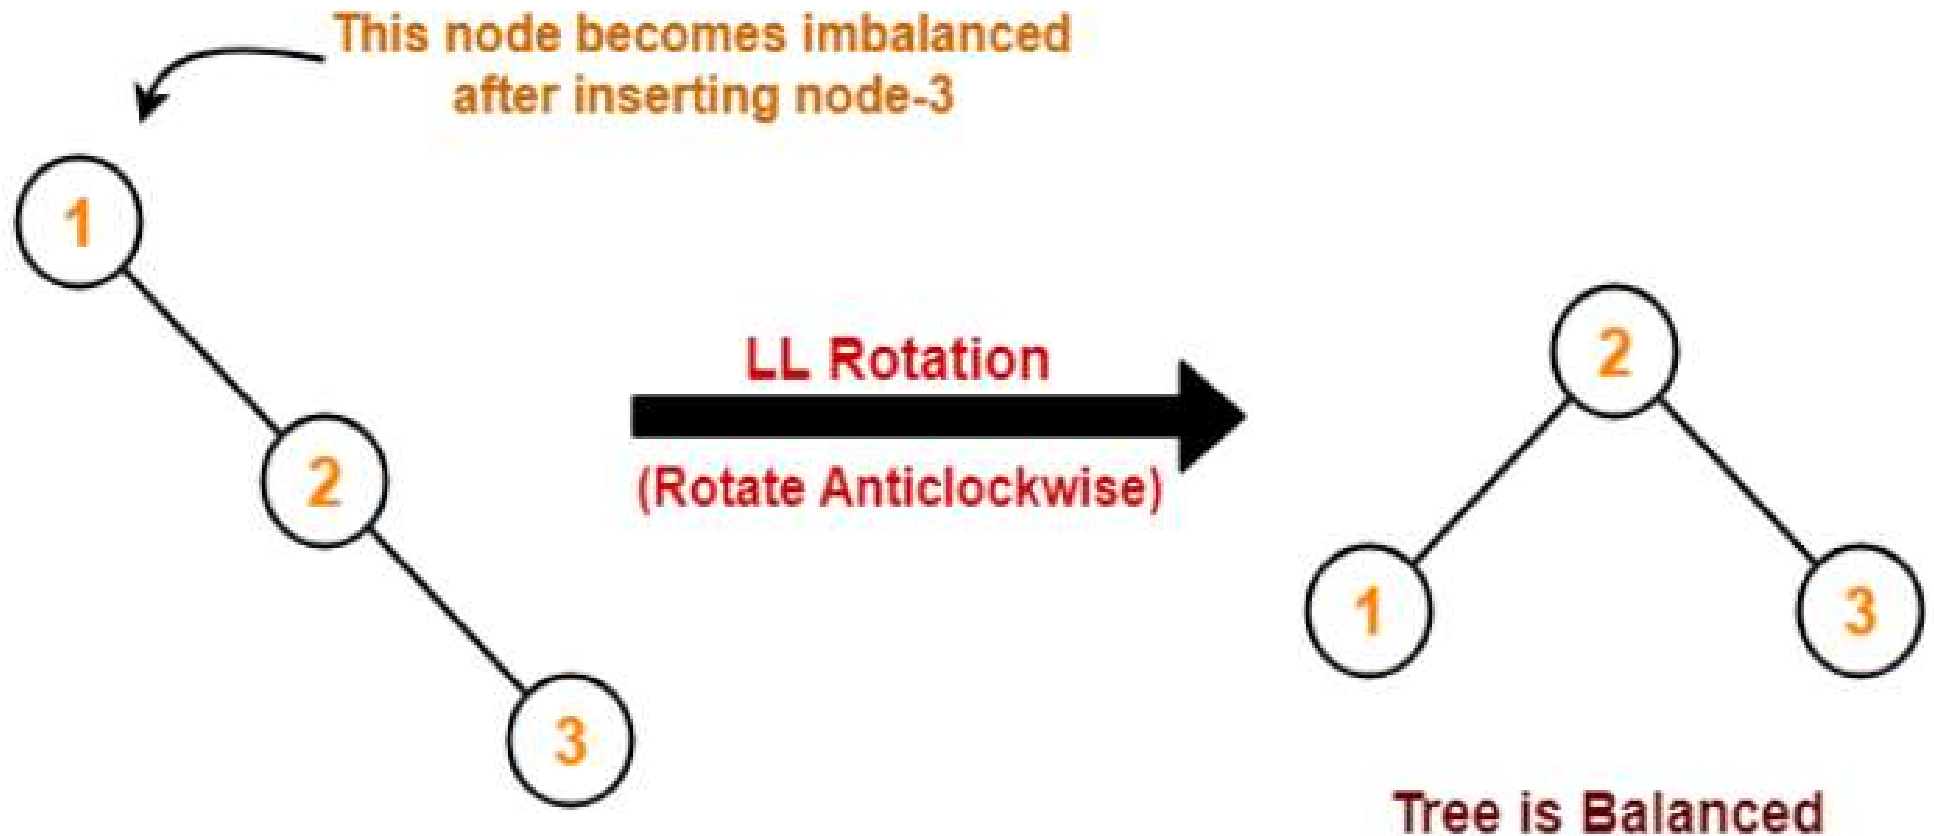 This node becomes imbalanced
after inserting node-3
1
2
3
LL Rotation
(Rotate Anticlockwise)
2
1
3
Tree is Balanced